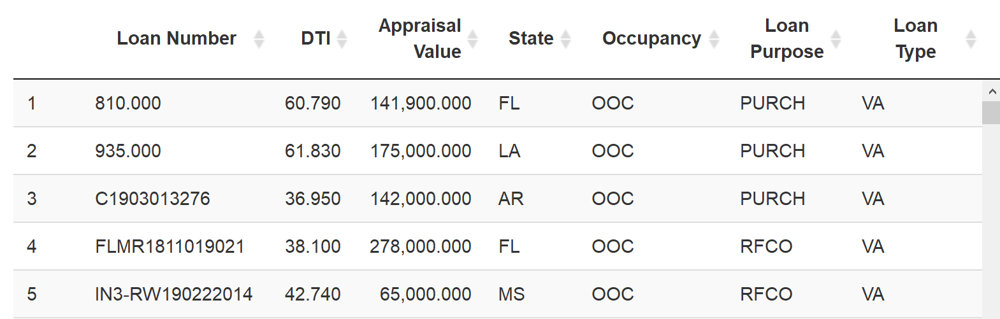 Loan Number DTI Appraisal Value State Occupancy Loan Purpose Loan Type
1 810.000 60.790 141,900.000 FL OOC PURCH VA
2 935.000 61.830 175,000.000 LA OOC PURCH VA
3 C1903013276 36.950 142,000.000 AR OOC PURCH VA
4 FLMR1811019021 38.100 278,000.000 FL OOC RFCO VA
5 IN3-RW190222014 42.740 65,000.000 MS OOC RFCO VA